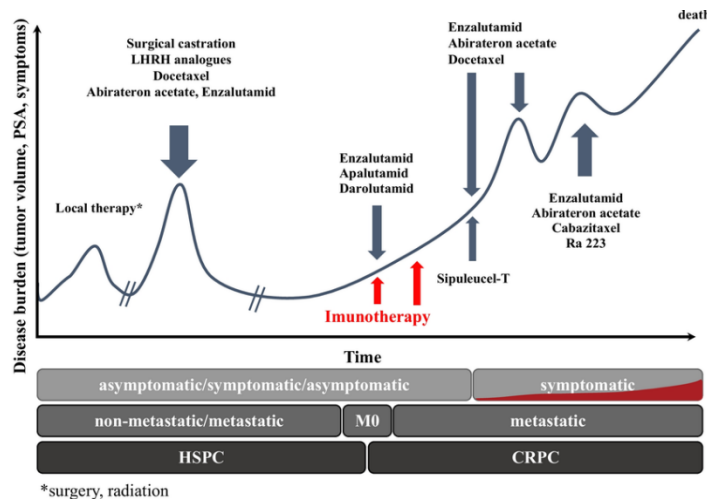 Disease burden (tumor volume, PSA, symptoms)
Surgical castration
LHRH analogues
Docetaxel
Abirateron acetate, Enzalutamid
Local therapy*
Enzalutamid
Apalutamid
Darolutamid
Imunotherapy
Enzalutamid
Abirateron acetate
Docetaxel
Sipuleucel-T
Enzalutamid
Abirateron acetate
Cabazitaxel
Ra 223
death
Time
asymptomatic/symptomatic/asymptomatic
symptomatic
non-metastatic/metastatic
M0
metastatic
HSPC
CRPC
*surgery, radiation